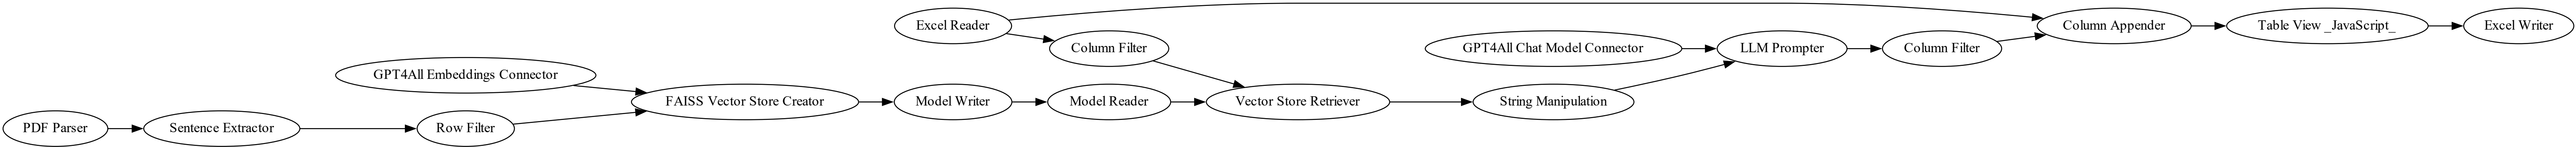 PDF Parser
Sentence Extractor
GPT4All Embeddings Connector
Row Filter
FAISS Vector Store Creator
Excel Reader
Model Writer
Column Filter
Model Reader
Vector Store Retriever
GPT4All Chat Model Connector
String Manipulation
LLM Prompter
Column Filter
Column Appender
Table View _JavaScript_
Excel Writer